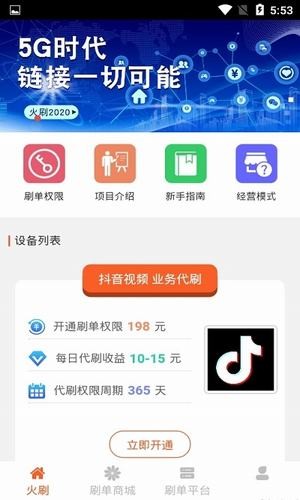 5:53
5G时代
链接一切可能
火刷2020
刷单权限
项目介绍
新手指南
经营模式
设备列表
抖音视频 业务代刷
开通刷单权限 198 元
每日代刷收益 10-15 元
代刷权限周期 365 天
立即开通
火刷
刷单商城
刷单平台
我的